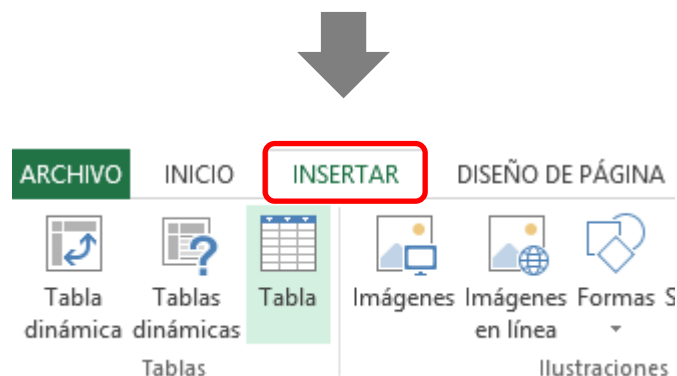 ARCHIVO INICIO INSERTAR DISEÑO DE PÁGINA
Tabla dinámica
Tablas dinámicas
Tabla
Imágenes
Imágenes en línea
Formas
S
Tablas
Ilustraciones